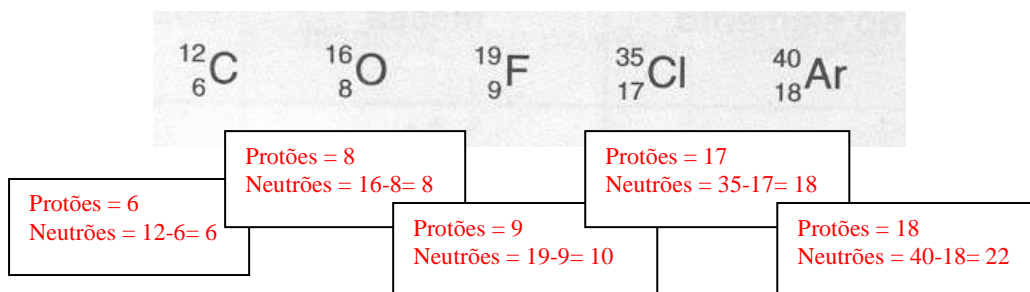 12 6 C 16 8 O 19 9 F 35 17 Cl 40 18 Ar
Protões = 6
Neutrões = 12-6= 6
Protões = 8
Neutrões = 16-8= 8
Protões = 9
Neutrões = 19-9= 10
Protões = 17
Neutrões = 35-17= 18
Protões = 18
Neutrões = 40-18= 22